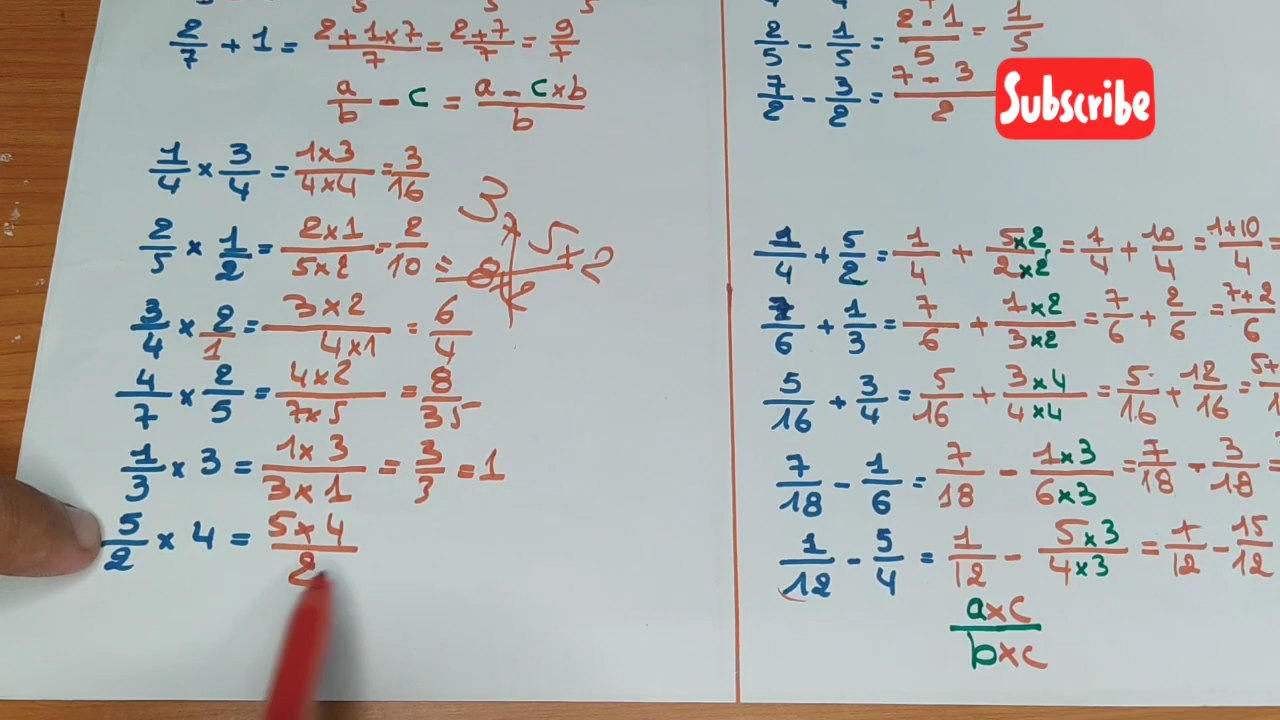 2/7 + 1 = 2+1×7/7 = 2+7/7 = 9/7
a/b - c = a - c×b/b
1/4 × 3/4 = 1×3/4×4 = 3/16
2/5 × 1/2 = 2×1/5×2 = 2/10 =
3/4 × 2/1 = 3×2/4×1 = 6/4
4/7 × 2/5 = 4×2/7×5 = 8/35
1/3 × 3 = 1×3/3×1 = 3/3 = 1
5/2 × 4 = 5×4/2
2/5 - 1/5 = 2-1/5 = 1/5
7/2 - 3/2 = 7-3/2
Subscribe
1/4 + 5/2 = 1/4 + 5×2/2×2 = 1/4 + 10/4 = 1+10/4 =
7/6 + 1/3 = 7/6 + 1×2/3×2 = 7/6 + 2/6 = 7+2/6
5/16 + 3/4 = 5/16 + 3×4/4×4 = 5/16 + 12/16 = 5+/1
7/18 - 1/6 = 7/18 - 1×3/6×3 = 7/18 - 3/18 =
1/12 - 5/4 = 1/12 - 5×3/4×3 = 1/12 - 15/12
a×c/b×c